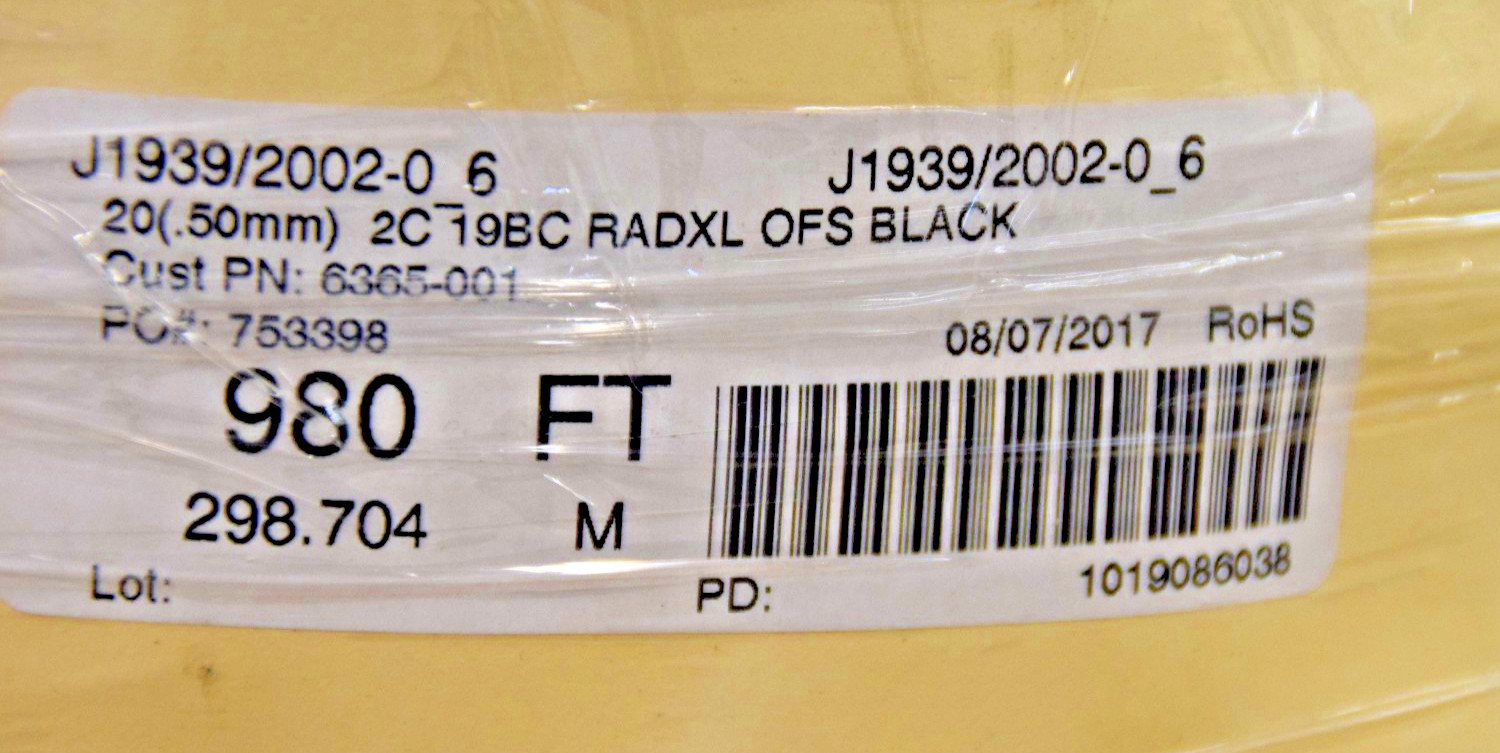 J1939/2002-0_6 J1939/2002-0_6
20(.50mm) 2C 19BC RADXL OFS BLACK
Cust PN: 6365-001
PO#: 753398
08/07/2017 RoHS
980 FT
298.704 M
Lot: PD: 1019086038